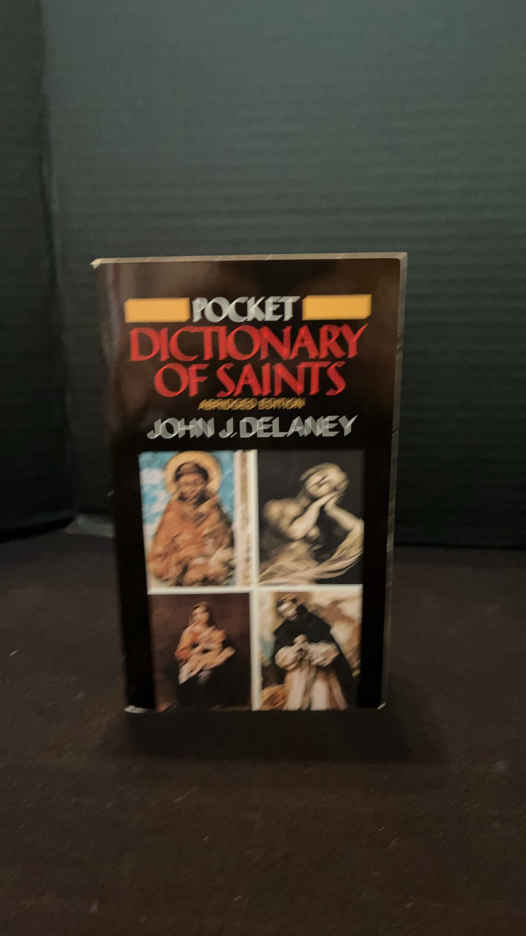 POCKET
DICTIONARY
OF SAINTS
ABRIDGED EDITION
JOHN J. DELANEY